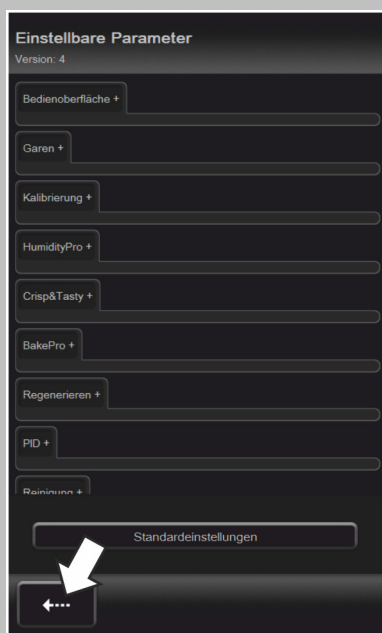 Einstellbare Parameter
Version: 4
Bedienoberfläche +
Garen +
Kalibrierung +
HumidityPro +
Crisp&Tasty +
BakePro +
Regenerieren +
PID +
Reinigung +
Standardeinstellungen